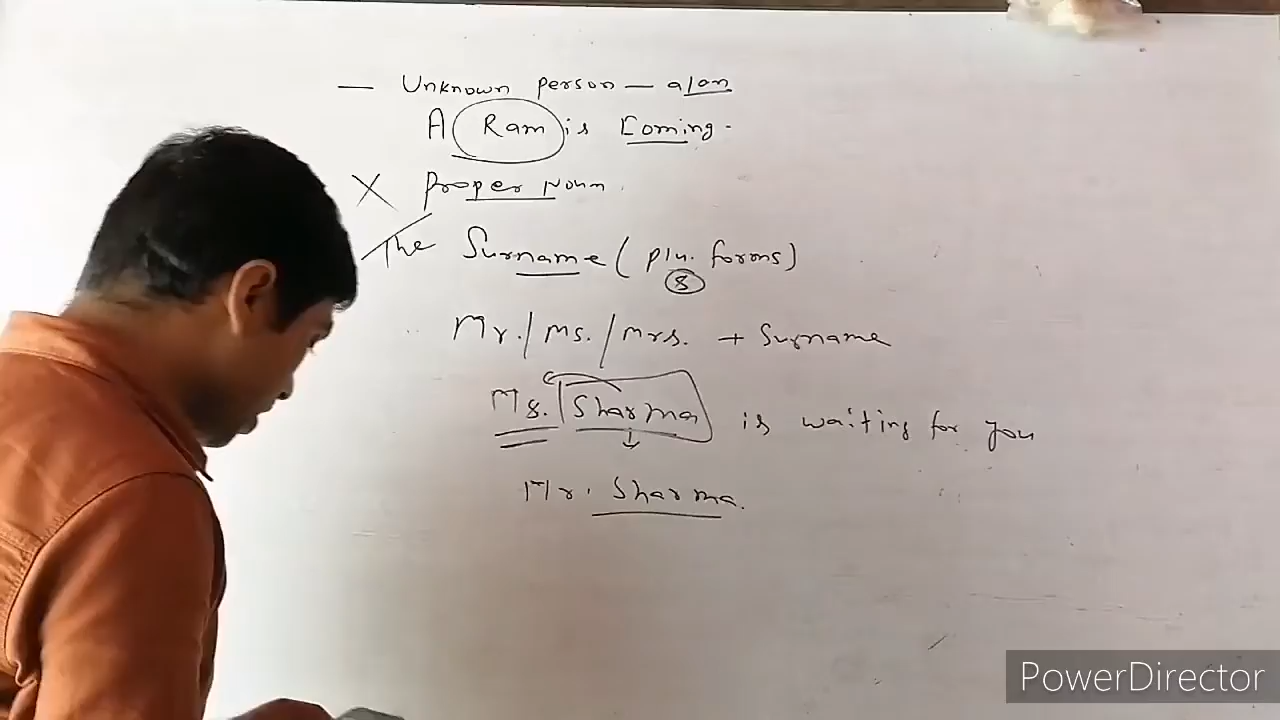 — Unknown person — a/an
A Ram is Coming.
X Proper Noun.
The Surname (plu. forms)
s
Mr./Ms./Mrs. + Surname
Ms. Sharma is waiting for you
Mr. Sharma.
PowerDirector